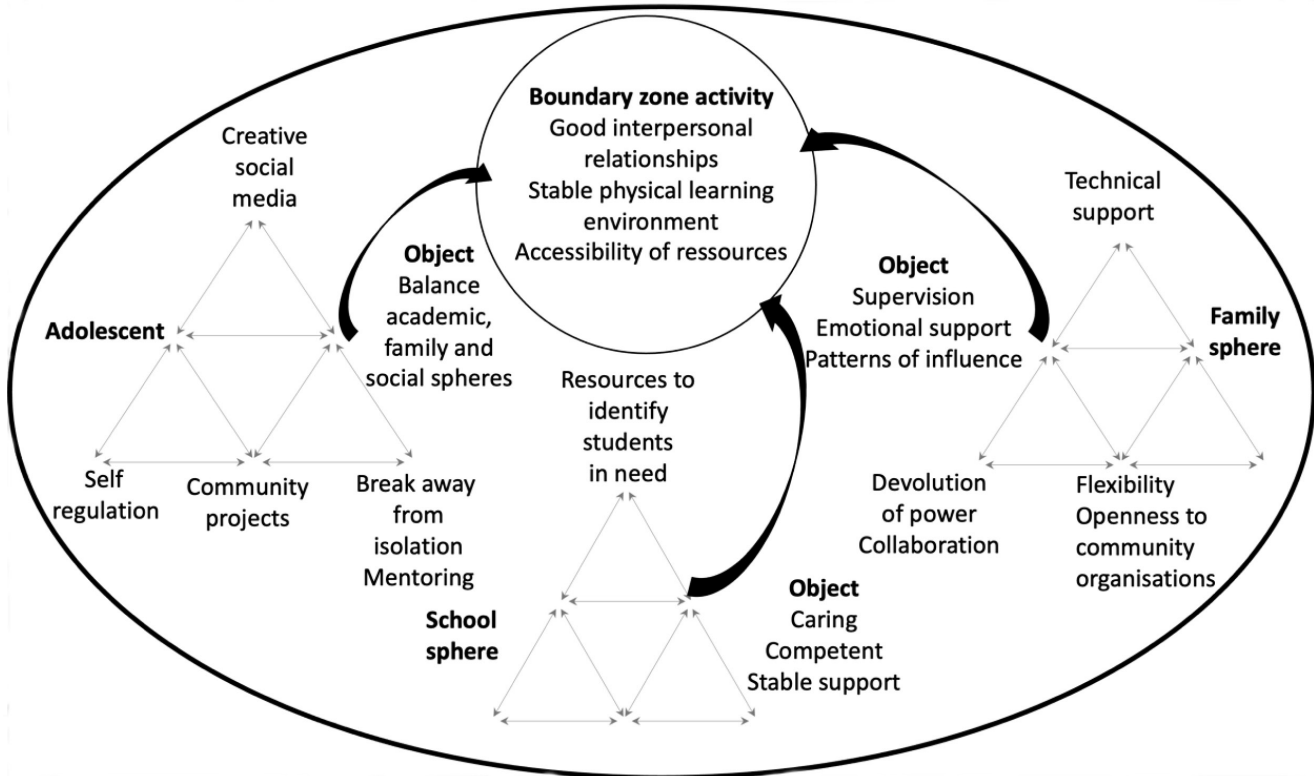 Boundary zone activity
Good interpersonal
relationships
Stable physical learning
environment
Accessibility of ressources
Creative
social
media
Adolescent
Object
Balance
academic,
family and
social spheres
Self
regulation
Community
projects
Break away
from
isolation
Mentoring
Resources to
identify
students
in need
School
sphere
Object
Caring
Competent
Stable support
Technical
support
Object
Supervision
Emotional support
Patterns of influence
Family
sphere
Devolution
of power
Collaboration
Flexibility
Openness to
community
organisations